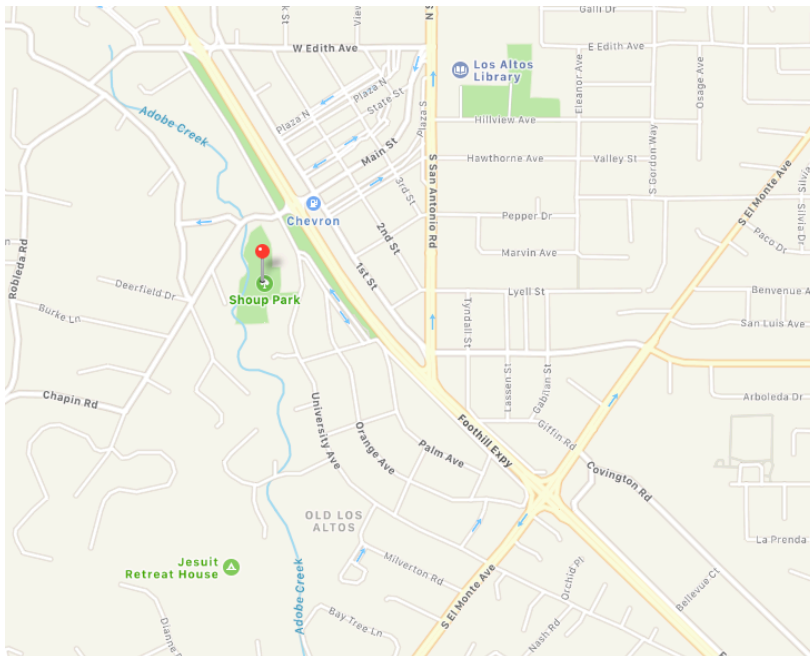 Galli Dr
W Edith Ave
S N
E Edith Ave
Los Altos
Library
Eleanor Ave
Osage Ave
Plaza N
State St
Plaza N
Plaza S
Adobe Creek
Hillview Ave
Main St
Hawthorne Ave
Valley St
S Gordon Way
S San Antonio Rd
S El Monte Ave
3rd St
Silvia Dr
Chevron
2nd St
Pepper Dr
Paco Dr
Robleda Rd
Marvin Ave
1st St
Deerfield Dr
Shoup Park
Lyell St
Benvenue A
Burke Ln
Tyndall St
San Luis Ave
Lassen St
Gabilan St
Chapin Rd
Arboleda Dr
University Ave
Orange Ave
Foothill Expy
Giffin Rd
Palm Ave
Covington Rd
OLD LOS
ALTOS
La Prenda
Jesuit
Retreat House
Milverton Rd
Orchid Pl
Adobe Creek
S El Monte Ave
Bellevue Ct
Bay Tree Ln
Nash Rd
Dianne